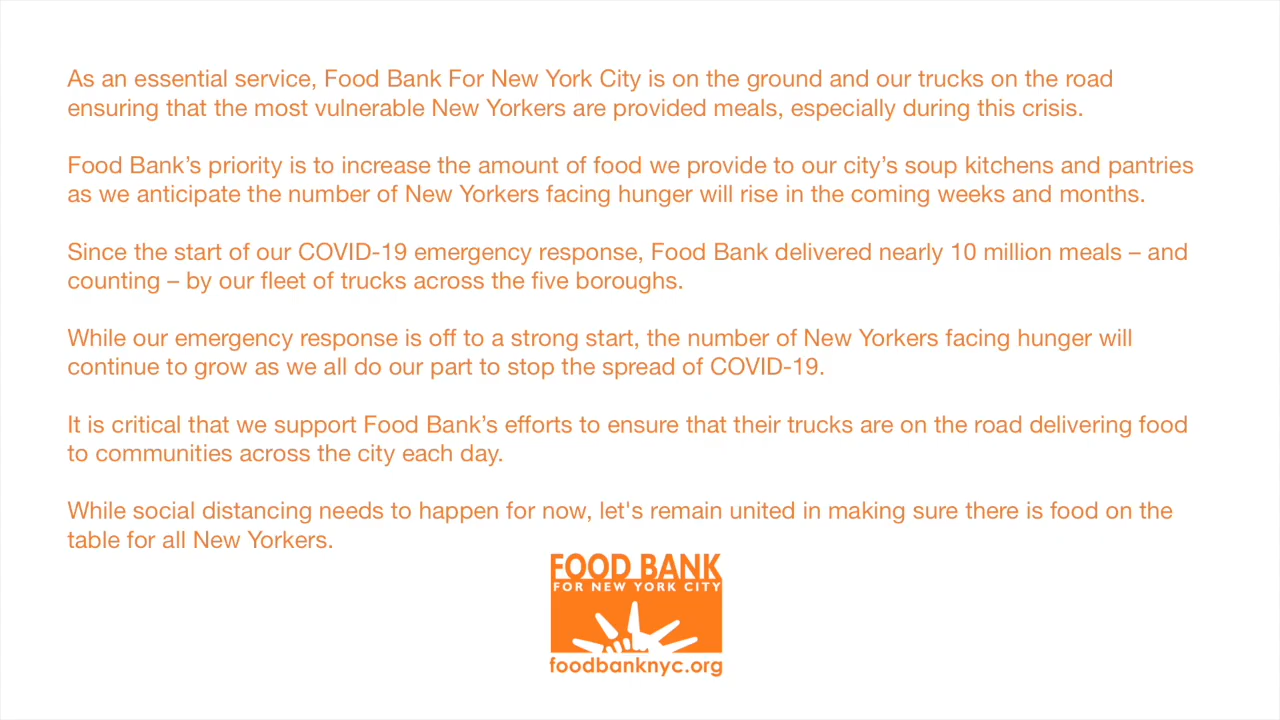 As an essential service, Food Bank For New York City is on the ground and our trucks on the road
ensuring that the most vulnerable New Yorkers are provided meals, especially during this crisis.
Food Bank’s priority is to increase the amount of food we provide to our city’s soup kitchens and pantries
as we anticipate the number of New Yorkers facing hunger will rise in the coming weeks and months.
Since the start of our COVID-19 emergency response, Food Bank delivered nearly 10 million meals – and
counting – by our fleet of trucks across the five boroughs.
While our emergency response is off to a strong start, the number of New Yorkers facing hunger will
continue to grow as we all do our part to stop the spread of COVID-19.
It is critical that we support Food Bank’s efforts to ensure that their trucks are on the road delivering food
to communities across the city each day.
While social distancing needs to happen for now, let's remain united in making sure there is food on the
table for all New Yorkers.
FOOD BANK
FOR NEW YORK CITY
foodbanknyc.org